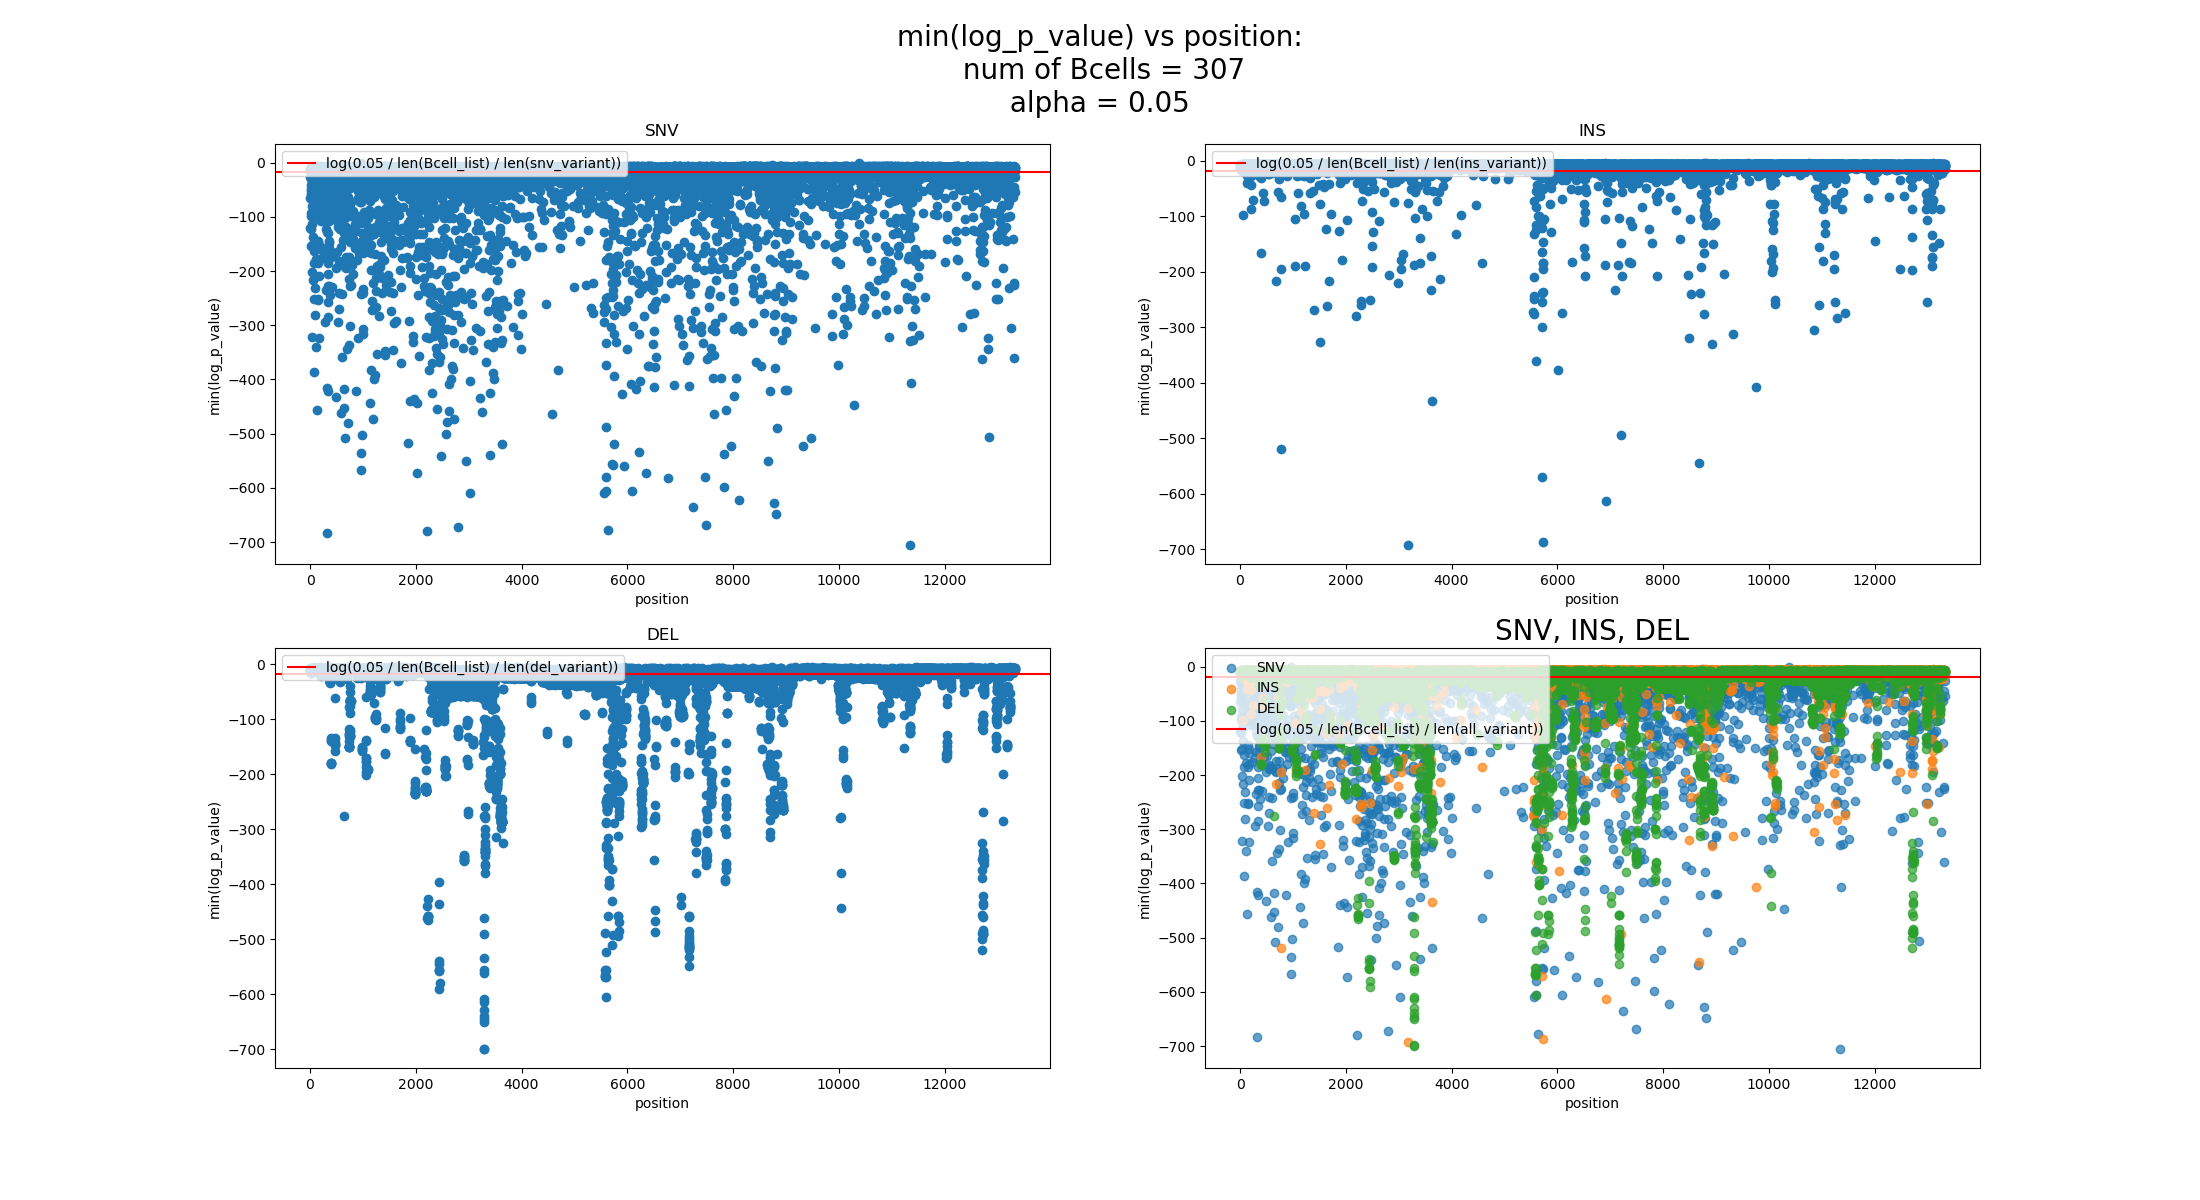 min(log_p_value) vs position:
num of Bcells = 307
alpha = 0.05
SNV
log(0.05 / len(Bcell_list) / len(snv_variant))
0
−100
−200
−300
−400
−500
−600
−700
min(log_p_value)
0 2000 4000 6000 8000 10000 12000
position
INS
log(0.05 / len(Bcell_list) / len(ins_variant))
0
−100
−200
−300
−400
−500
−600
−700
min(log_p_value)
0 2000 4000 6000 8000 10000 12000
position
DEL
log(0.05 / len(Bcell_list) / len(del_variant))
0
−100
−200
−300
−400
−500
−600
−700
min(log_p_value)
0 2000 4000 6000 8000 10000 12000
position
SNV, INS, DEL
SNV
INS
DEL
log(0.05 / len(Bcell_list) / len(all_variant))
0
−100
−200
−300
−400
−500
−600
−700
min(log_p_value)
0 2000 4000 6000 8000 10000 12000
position